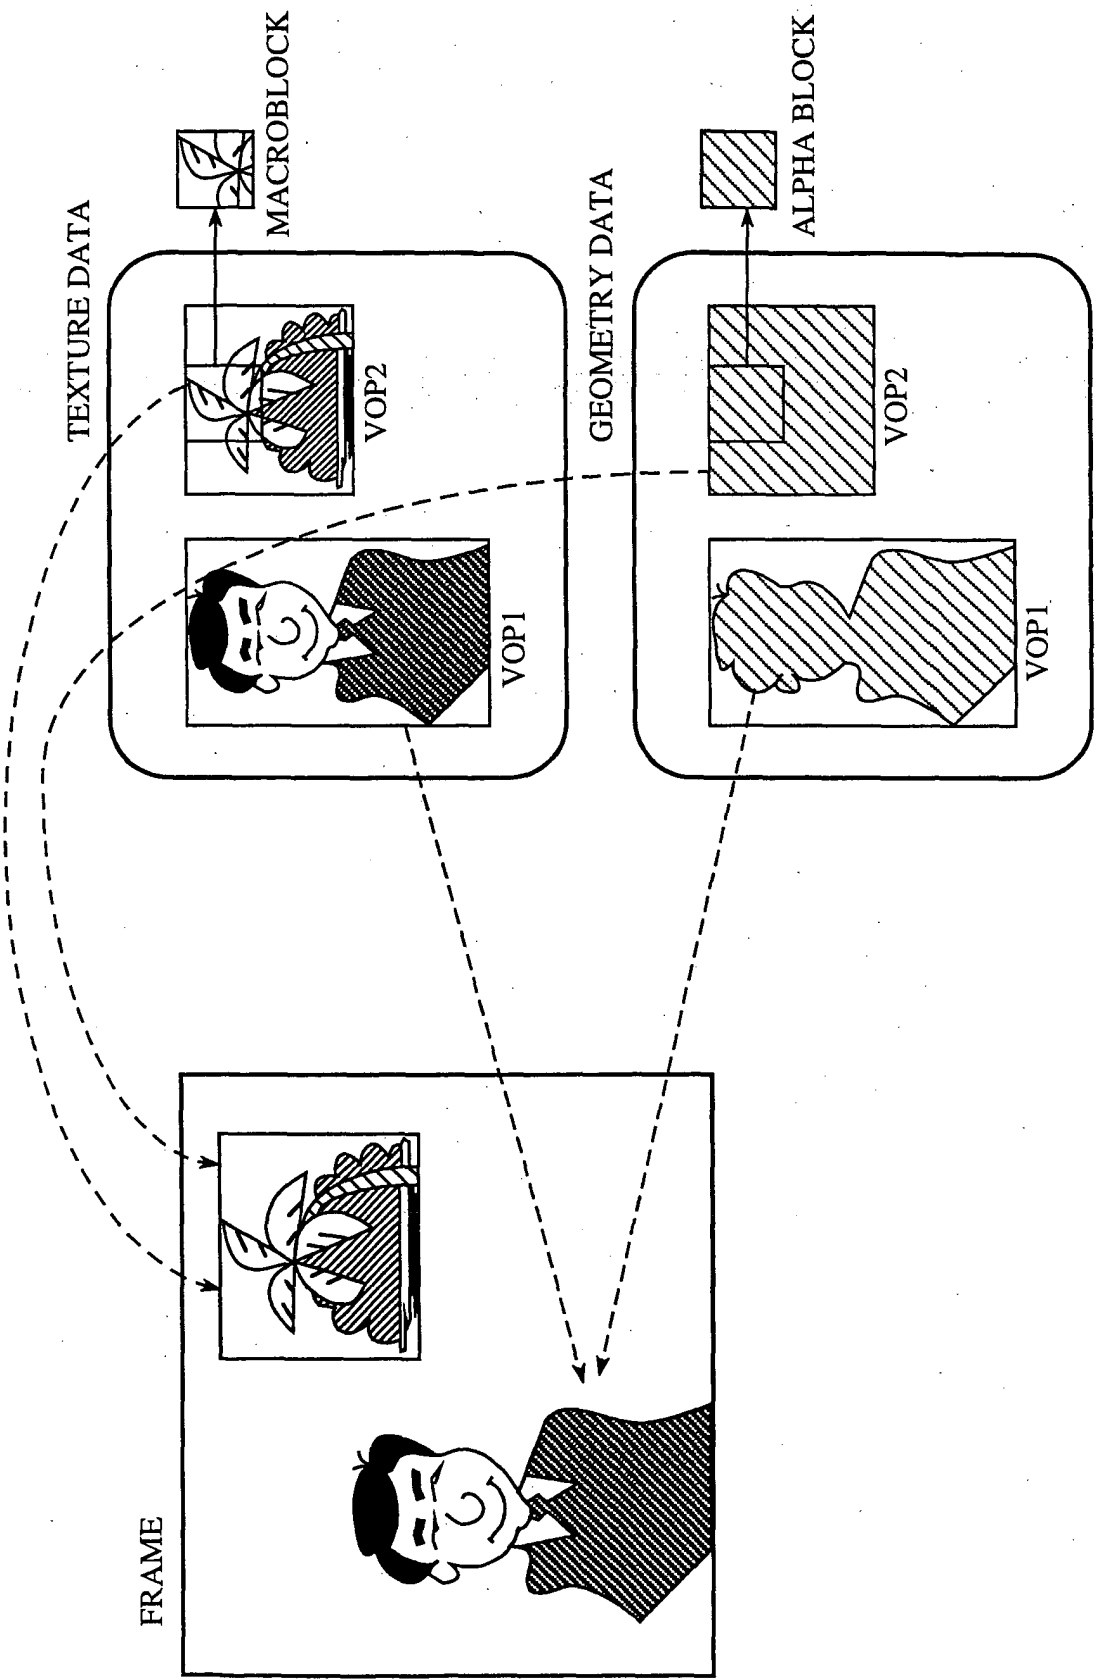 FRAME
TEXTURE DATA
VOP1
VOP2
MACROBLOCK
GEOMETRY DATA
VOP1
VOP2
ALPHA BLOCK